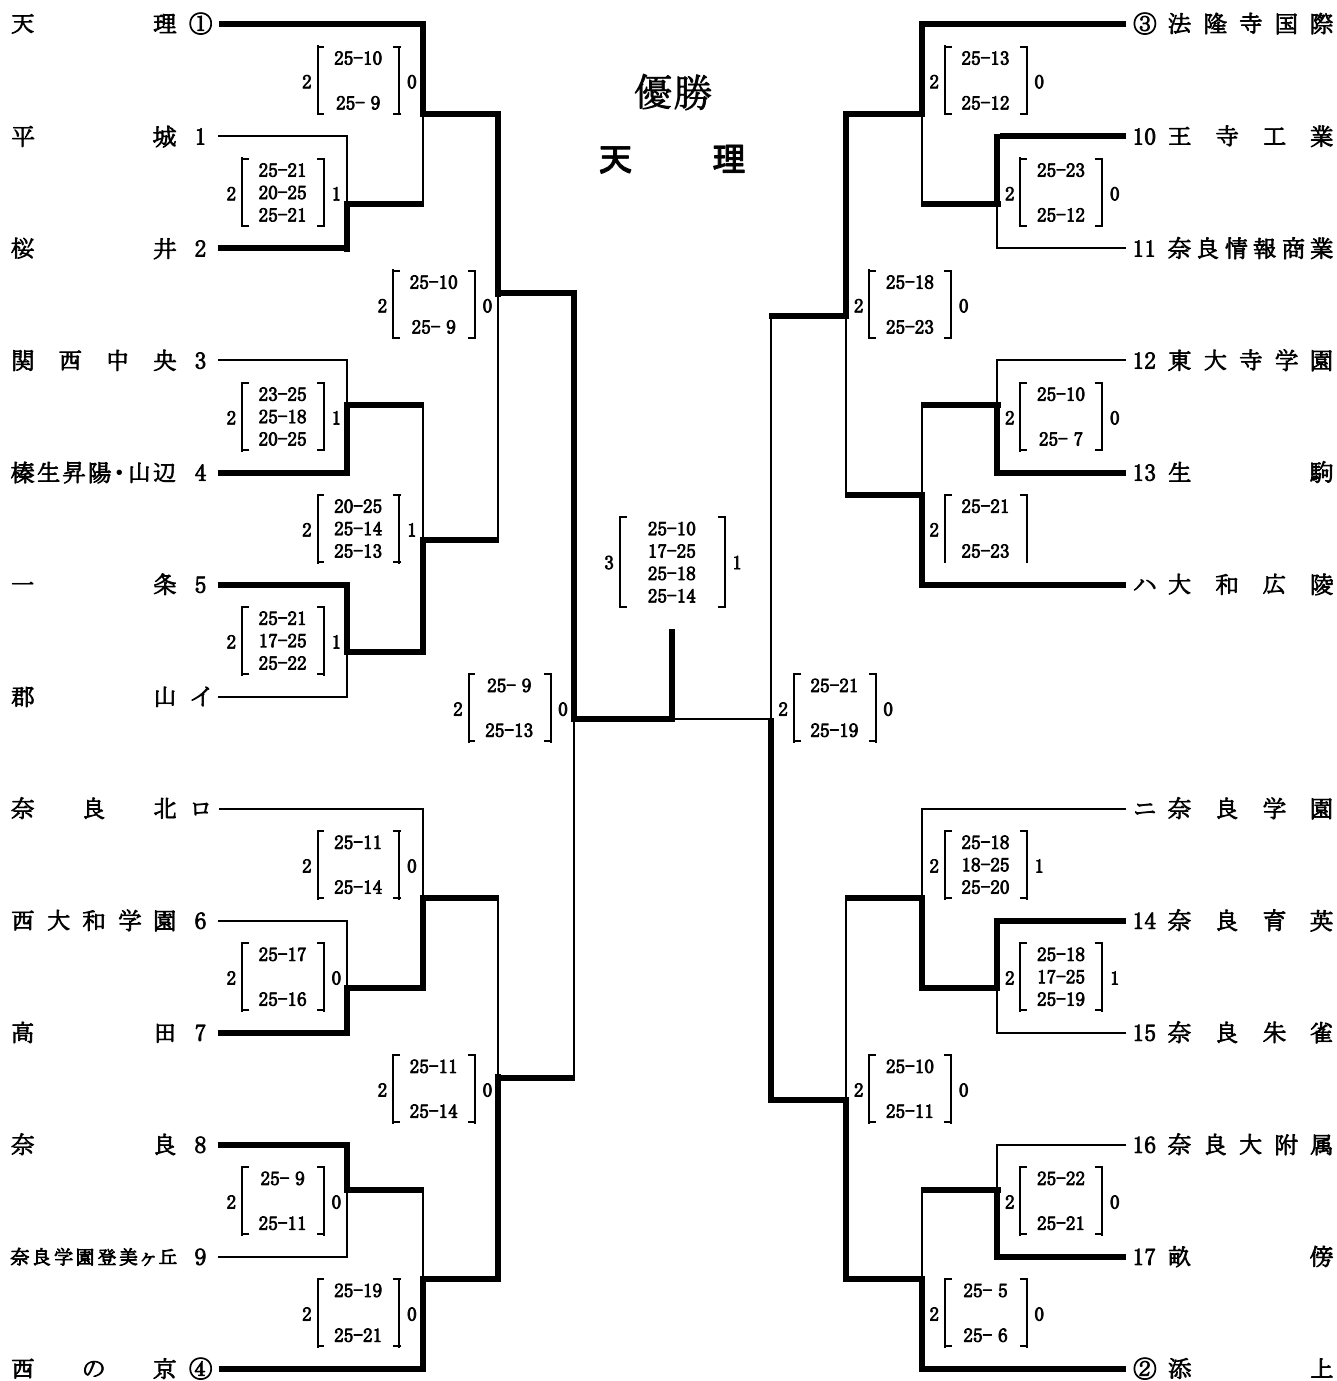 優勝
天 理
天 理 ①
2 25-10 0
25- 9
平 城 1
2 25-21 1
20-25
25-21
桜 井 2
2 25-10 0
25- 9
関 西 中 央 3
2 23-25 1
25-18
20-25
榛生昇陽・山辺 4
2 20-25 1
25-14
25-13
一 条 5
2 25-21 1
17-25
25-22
郡 山 イ
2 25- 9 0
25-13
奈 良 北 ロ
2 25-11 0
25-14
西 大 和 学 園 6
2 25-17 0
25-16
高 田 7
2 25-11 0
25-14
奈 良 8
2 25- 9 0
25-11
奈良学園登美ヶ丘 9
2 25-19 0
25-21
西 の 京 ④
3 25-10 1
17-25
25-18
25-14
③ 法 隆 寺 国 際
2 25-13 0
25-12
10 王 寺 工 業
2 25-23 0
25-12
11 奈良情報商業
2 25-18 0
25-23
12 東 大 寺 学 園
2 25-10 0
25- 7
13 生 駒
2 25-21
25-23
ハ 大 和 広 陵
2 25-21 0
25-19
ニ 奈 良 学 園
2 25-18 1
18-25
25-20
14 奈 良 育 英
2 25-18 1
17-25
25-19
15 奈 良 朱 雀
2 25-10 0
25-11
16 奈 良 大 附 属
2 25-22 0
25-21
17 畝 傍
2 25- 5 0
25- 6
② 添 上